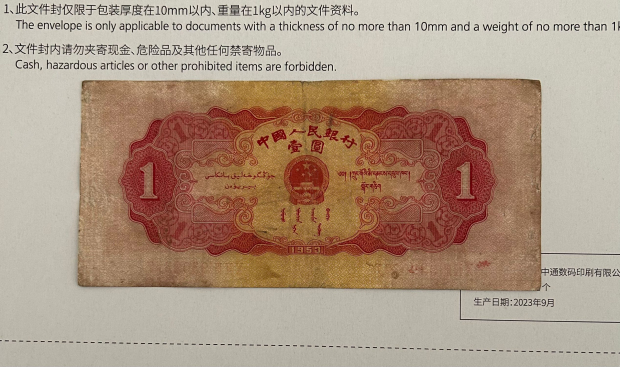 1、此文件封仅限于包装厚度在10mm以内、重量在1kg以内的文件资料。
The envelope is only applicable to documents with a thickness of no more than 10mm and a weight of no more than 1k
2、文件封内请勿夹寄现金、危险品及其他任何禁寄物品。
Cash, hazardous articles or other prohibited items are forbidden.
中國人民銀行
壹圓
1 1
1953
中通数码印刷有限公
个
生产日期:2023年9月